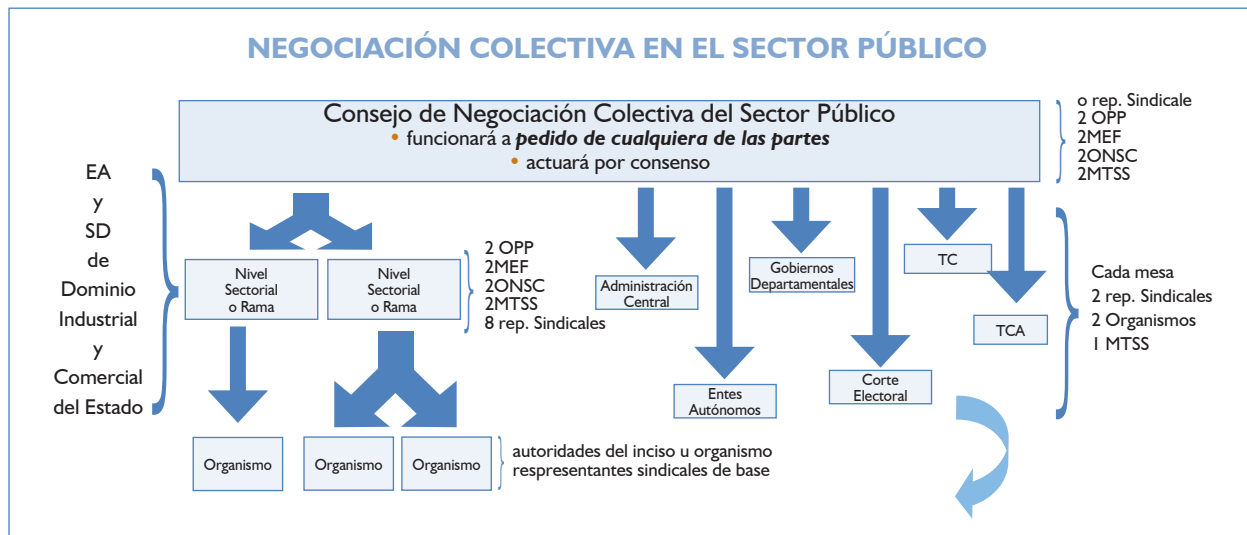 NEGOCIACIÓN COLECTIVA EN EL SECTOR PÚBLICO
Consejo de Negociación Colectiva del Sector Público
• funcionará a pedido de cualquiera de las partes
• actuará por consenso
o rep. Sindicale
2 OPP
2MEF
2ONSC
2MTSS
EA
y
SD
de
Dominio
Industrial
y
Comercial
del Estado
Nivel
Sectorial
o Rama
Nivel
Sectorial
o Rama
2 OPP
2MEF
2ONSC
2MTSS
8 rep. Sindicales
Administración
Central
Entes
Autónomos
Gobiernos
Departamentales
Corte
Electoral
TC
TCA
Cada mesa
2 rep. Sindicales
2 Organismos
1 MTSS
Organismo
Organismo
Organismo
autoridades del inciso u organismo
respresentantes sindicales de base